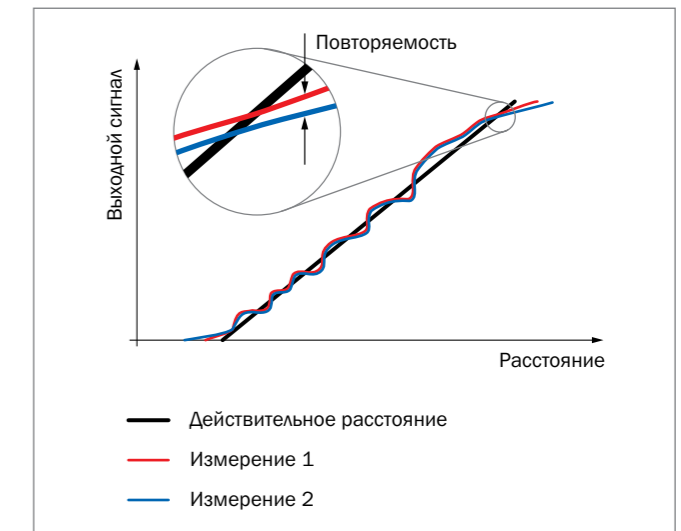 Повторяемость
Выходной сигнал
Расстояние
Действительное расстояние
Измерение 1
Измерение 2